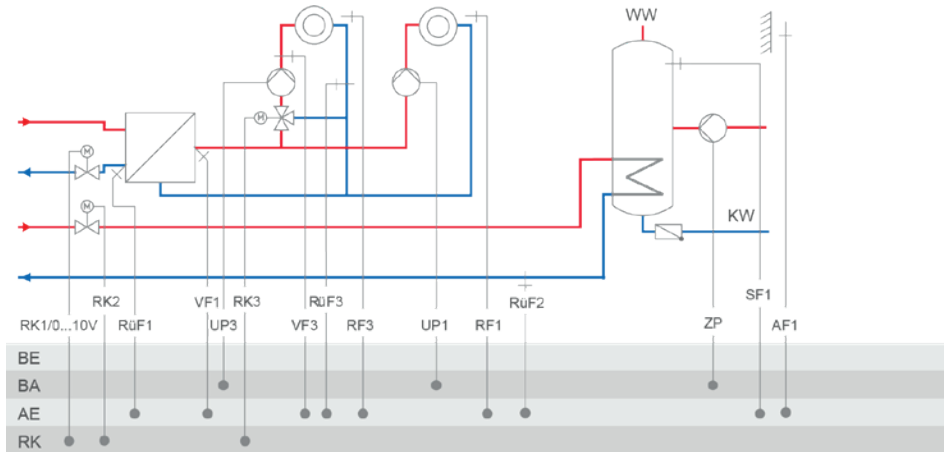 WW
M
M
M
KW
RK2
VF1
RK3
RüF3
RüF2
SF1
RK1/0...10V
RüF1
UP3
VF3
RF3
UP1
RF1
ZP
AF1
BE
BA
AE
RK